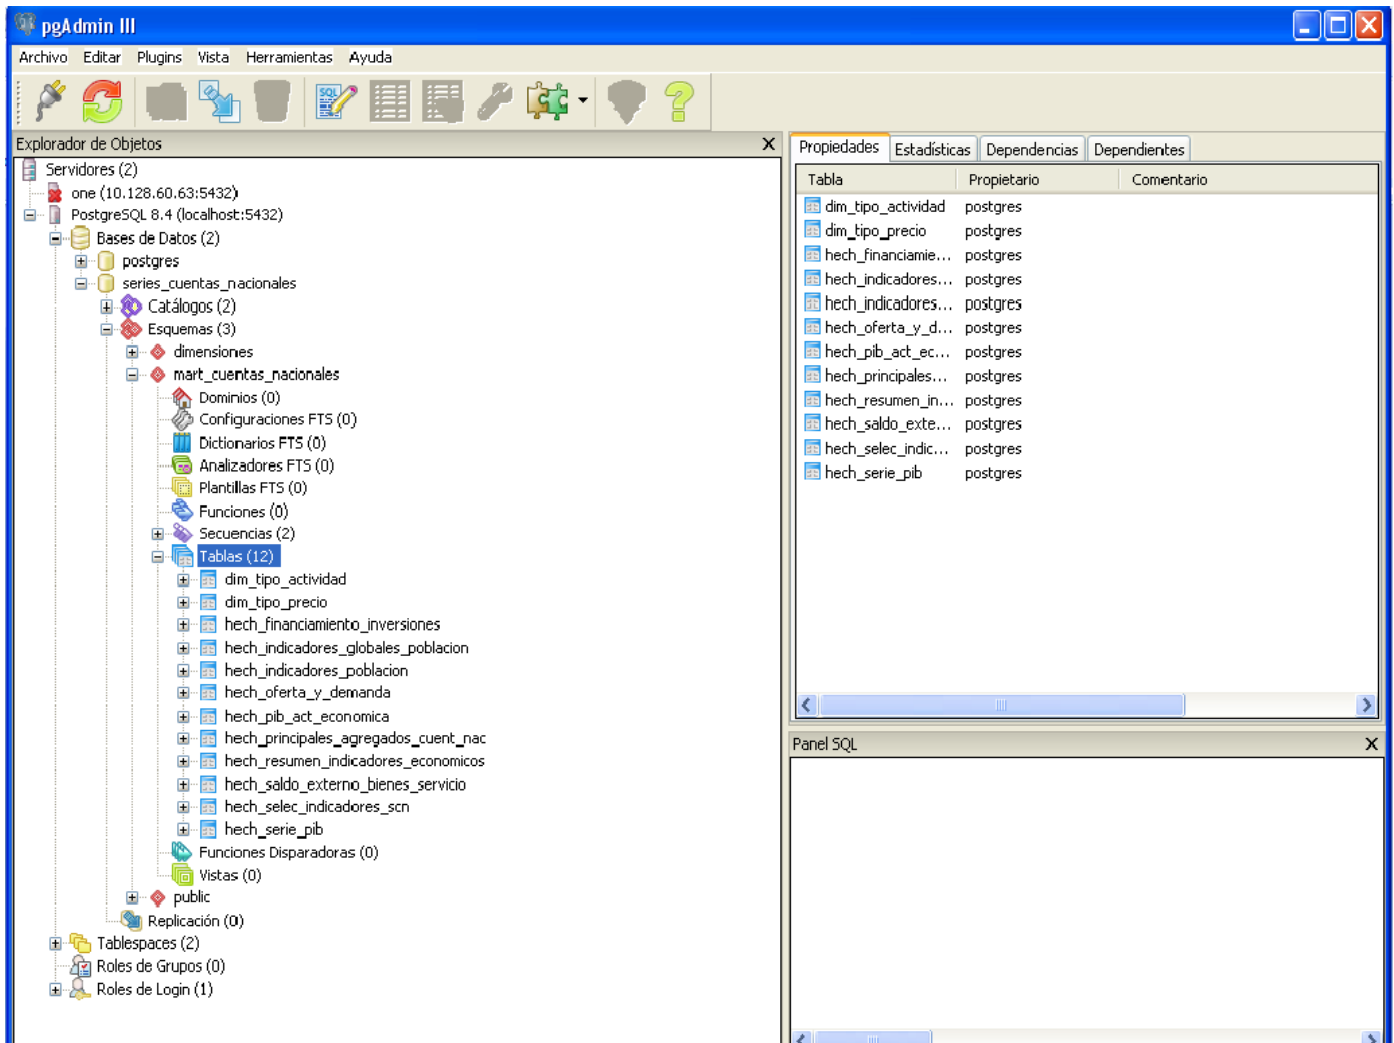 pgAdmin III
Archivo Editar Plugins Vista Herramientas Ayuda
SQL
Explorador de Objetos
Servidores (2)
one (10.128.60.63:5432)
PostgreSQL 8.4 (localhost:5432)
Bases de Datos (2)
postgres
series_cuentas_nacionales
Catálogos (2)
Esquemas (3)
dimensiones
mart_cuentas_nacionales
Dominios (0)
Configuraciones FTS (0)
Dictionarios FTS (0)
Analizadores FTS (0)
Plantillas FTS (0)
Funciones (0)
Secuencias (2)
Tablas (12)
dim_tipo_actividad
dim_tipo_precio
hech_financiamiento_inversiones
hech_indicadores_globales_poblacion
hech_indicadores_poblacion
hech_oferta_y_demanda
hech_pib_act_economica
hech_principales_agregados_cuent_nac
hech_resumen_indicadores_economicos
hech_saldo_externo_bienes_servicio
hech_selec_indicadores_scn
hech_serie_pib
Funciones Disparadoras (0)
Vistas (0)
public
Replicación (0)
Tablespaces (2)
Roles de Grupos (0)
Roles de Login (1)
Propiedades Estadísticas Dependencias Dependientes
Tabla Propietario Comentario
dim_tipo_actividad postgres
dim_tipo_precio postgres
hech_financiamie... postgres
hech_indicadores... postgres
hech_indicadores... postgres
hech_oferta_y_d... postgres
hech_pib_act_ec... postgres
hech_principales... postgres
hech_resumen_in... postgres
hech_saldo_exte... postgres
hech_selec_indic... postgres
hech_serie_pib postgres
Panel SQL